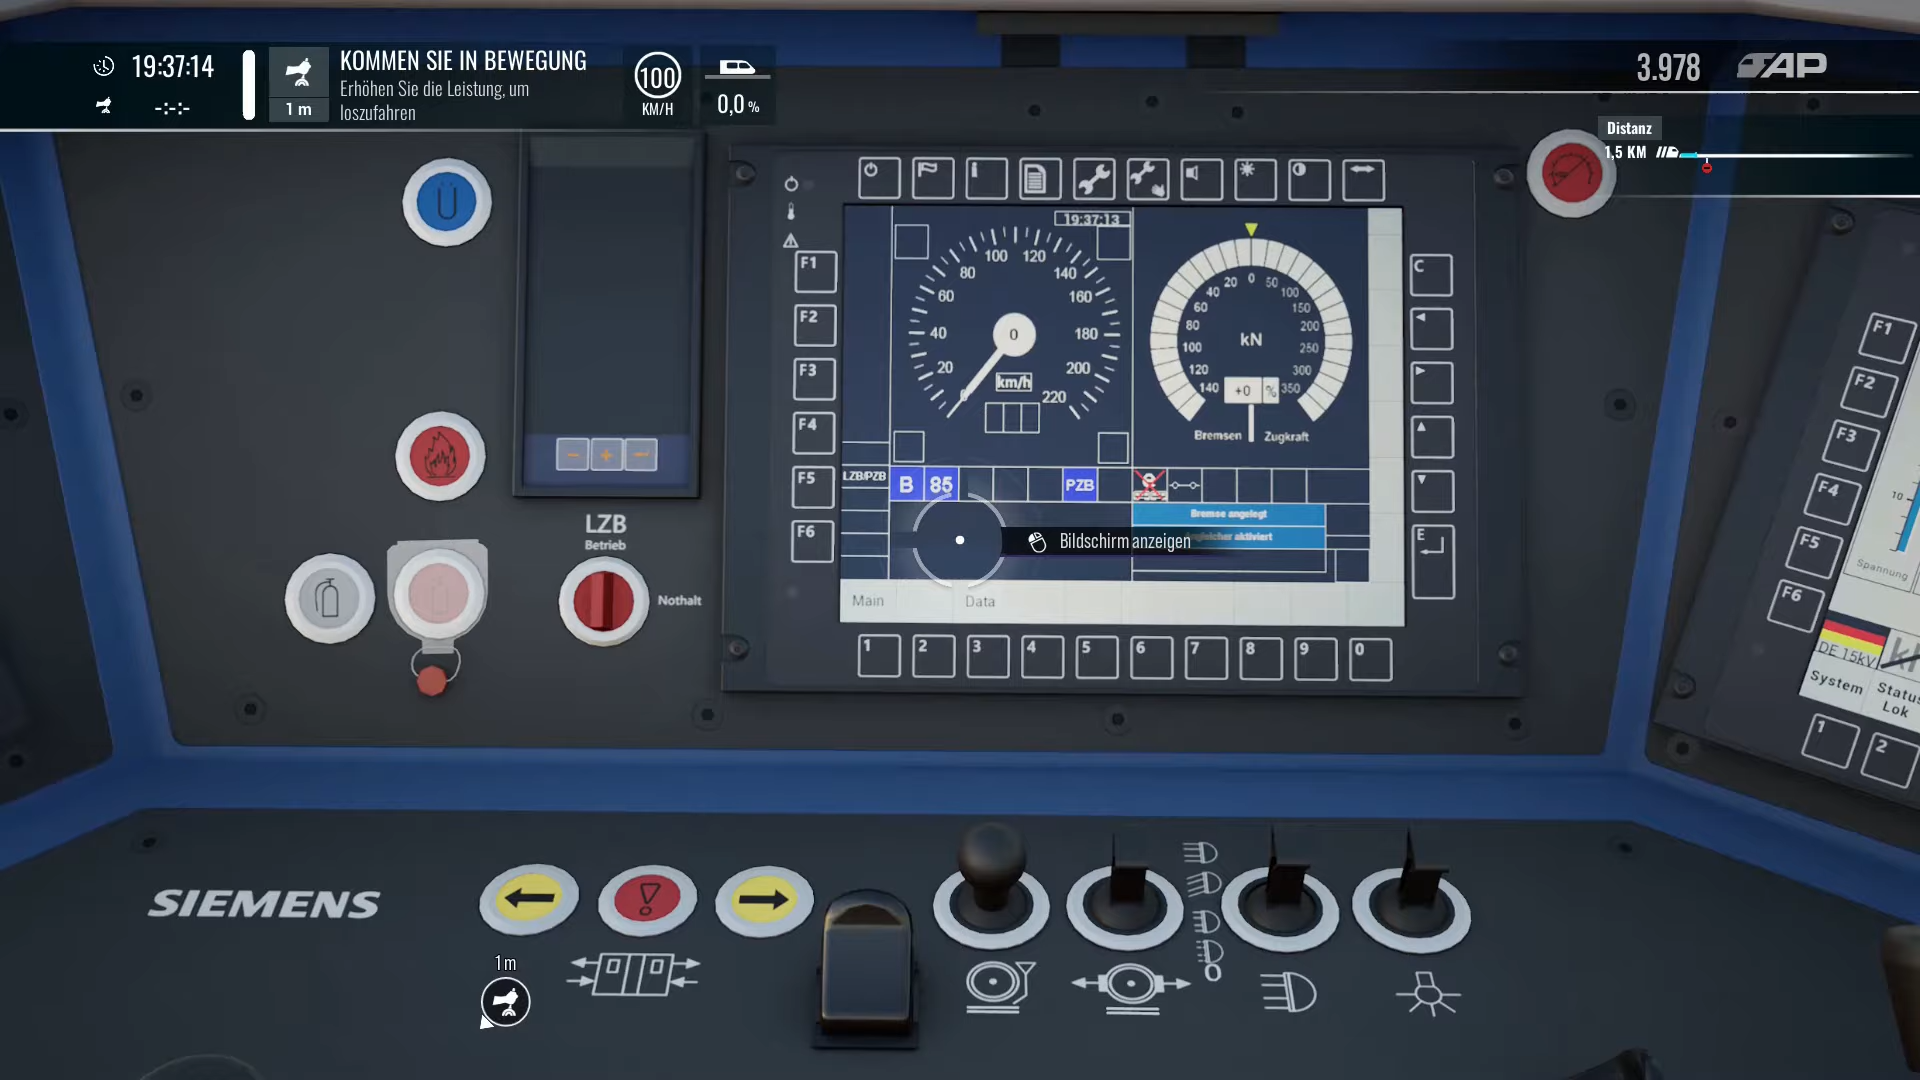 19:37:14
-:-:-
1 m
KOMMEN SIE IN BEWEGUNG
Erhöhen Sie die Leistung, um
loszufahren
100
KM/H
0,0 %
3.978
AP
Distanz
1,5 KM
19:37:13
F1
F2
F3
F4
F5
F6
0
20
40
60
80
100
120
140
160
180
200
220
km/h
140
120
100
80
60
40
20
0
50
100
150
200
250
300
350
kN
+0 %
Bremsen
Zugkraft
LZB/PZB
B 85
PZB
Bremse angelegt
aktiviert
Bildschirm anzeigen
Main
Data
1 2 3 4 5 6 7 8 9 0
C
E
LZB
Betrieb
Nothalt
F1
F2
F3
F4
F5
F6
10
Spannung
DE 15kV
System
Status
Lok
1
2
SIEMENS
1 m